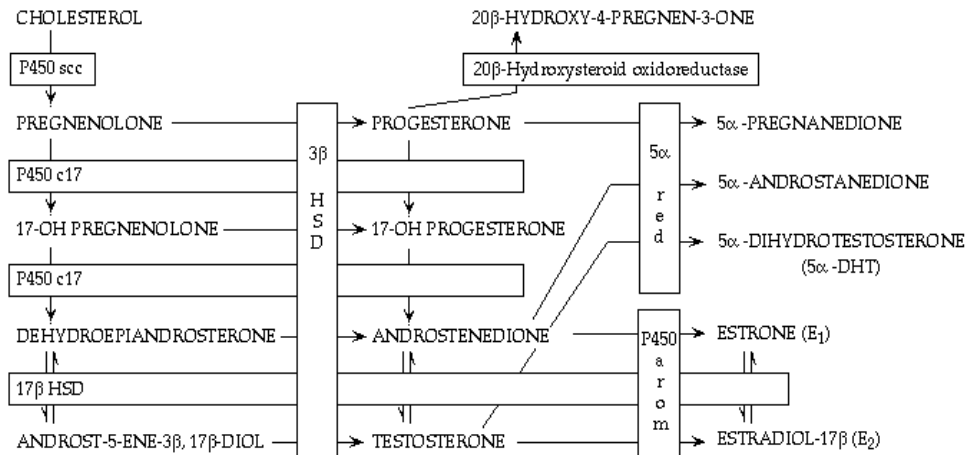 CHOLESTEROL
20β-HYDROXY-4-PREGNEN-3-ONE
P450 scc
20β-Hydroxysteroid oxidoreductase
PREGNENOLONE
PROGESTERONE
5α-PREGNANEDIONE
3β
H
S
D
5α
r
e
d
P450 c17
5α-ANDROSTANEDIONE
17-OH PREGNENOLONE
17-OH PROGESTERONE
5α-DIHYDROTESTOSTERONE
(5α-DHT)
P450 c17
DEHYDROEPIANDROSTERONE
ANDROSTENEDIONE
P450
a
r
o
m
ESTRONE (E₁)
17β HSD
ANDROST-5-ENE-3β, 17β-DIOL
TESTOSTERONE
ESTRADIOL-17β (E₂)